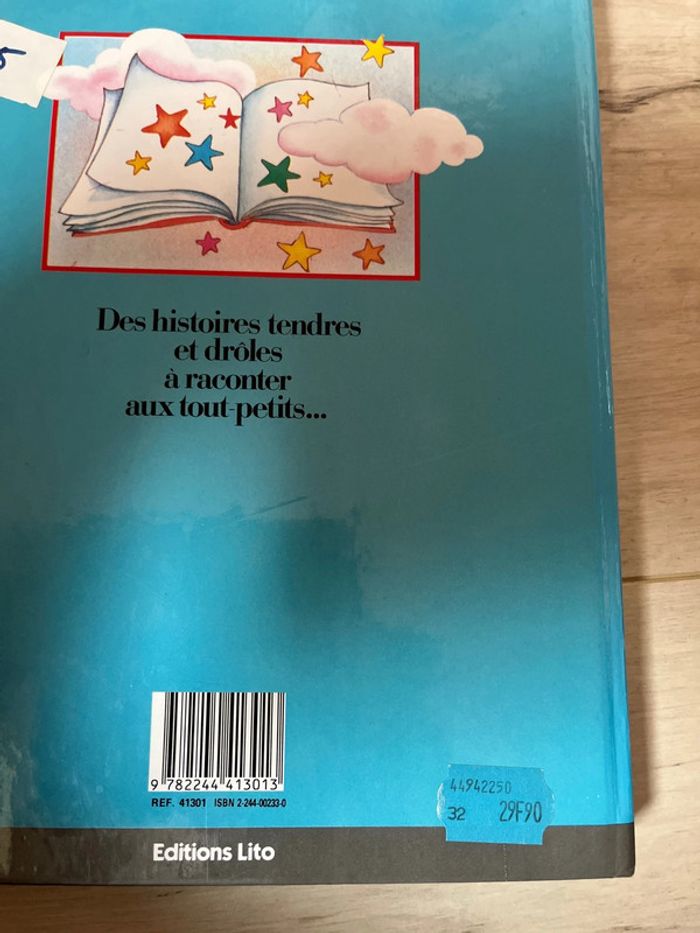 Des histoires tendres
et drôles
à raconter
aux tout-petits...
9 782244 413013
REF. 41301 ISBN 2-244-00233-0
44942250
32 29F90
Editions Lito